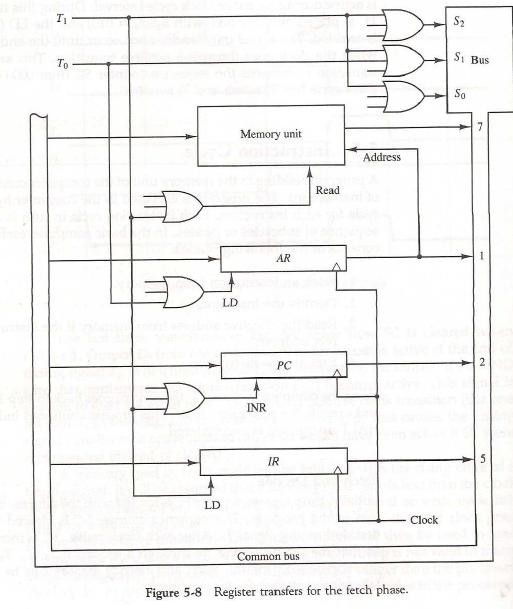 T1
T0
S2
S1 Bus
S0
Memory unit
7
Address
Read
AR
1
LD
PC
2
INR
IR
5
LD
Clock
Common bus
Figure 5-8 Register transfers for the fetch phase.